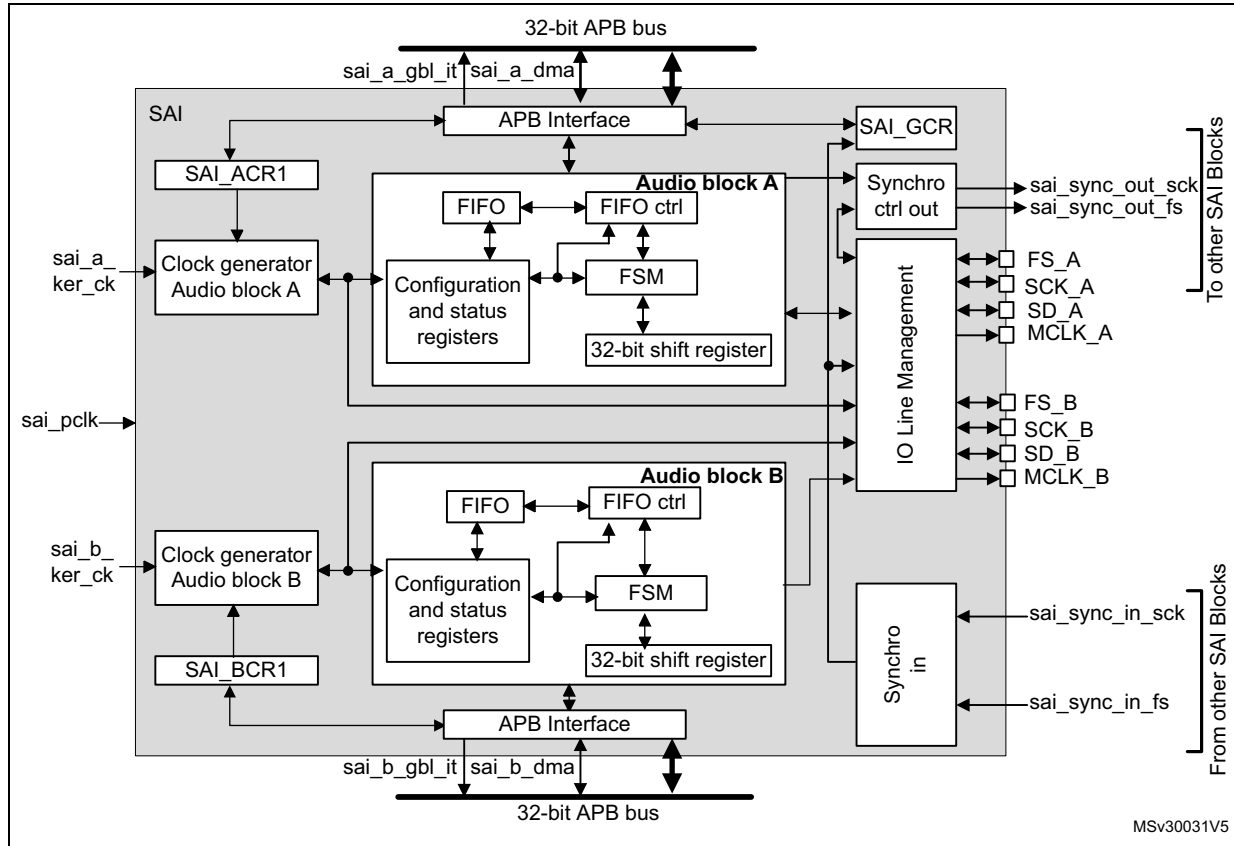 32-bit APB bus
sai_a_gbl_it
sai_a_dma
SAI
APB Interface
SAI_GCR
SAI_ACR1
Audio block A
FIFO
FIFO ctrl
Synchro
ctrl out
sai_sync_out_sck
sai_sync_out_fs
To other SAI Blocks
sai_a_
ker_ck
Clock generator
Audio block A
Configuration
and status
registers
FSM
32-bit shift register
IO Line Management
FS_A
SCK_A
SD_A
MCLK_A
sai_pclk
FS_B
SCK_B
SD_B
MCLK_B
Audio block B
FIFO
FIFO ctrl
sai_b_
ker_ck
Clock generator
Audio block B
Configuration
and status
registers
FSM
32-bit shift register
SAI_BCR1
Synchro
in
sai_sync_in_sck
sai_sync_in_fs
From other SAI Blocks
APB Interface
sai_b_gbl_it
sai_b_dma
32-bit APB bus
MSv30031V5